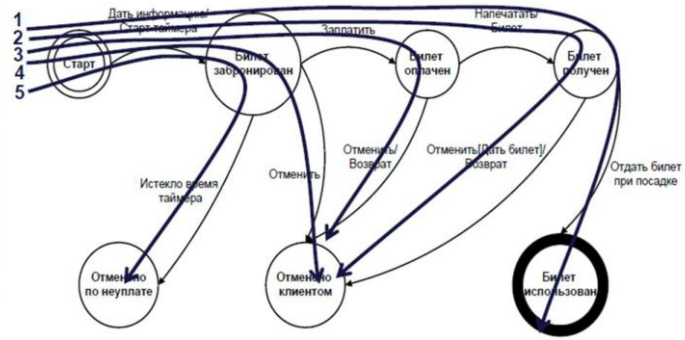 1
2
3
4
5
Дать информацию/
Старт таймера
Заплатить
Напечатать/
Билет
Старт
Билет
забронирован
Билет
оплачен
Билет
получен
Истекло время
таймера
Отменить
Отменить/
Возврат
Отменить[Дать билет]/
Возврат
Отдать билет
при посадке
Отменено
по неуплате
Отменено
клиентом
Билет
использован